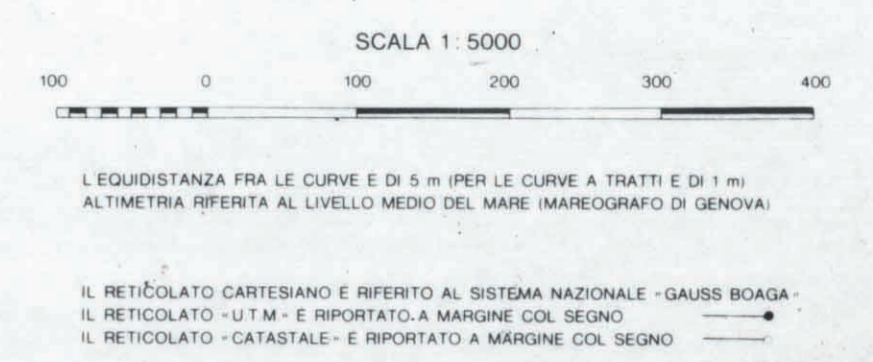 SCALA 1:5000
100 0 100 200 300 400
L'EQUIDISTANZA FRA LE CURVE E DI 5 m (PER LE CURVE A TRATTI E DI 1 m)
ALTIMETRIA RIFERITA AL LIVELLO MEDIO DEL MARE (MAREOGRAFO DI GENOVA)
IL RETICOLATO CARTESIANO E RIFERITO AL SISTEMA NAZIONALE "GAUSS BOAGA"
IL RETICOLATO "U.T.M" E RIPORTATO A MARGINE COL SEGNO
IL RETICOLATO "CATASTALE" E RIPORTATO A MARGINE COL SEGNO